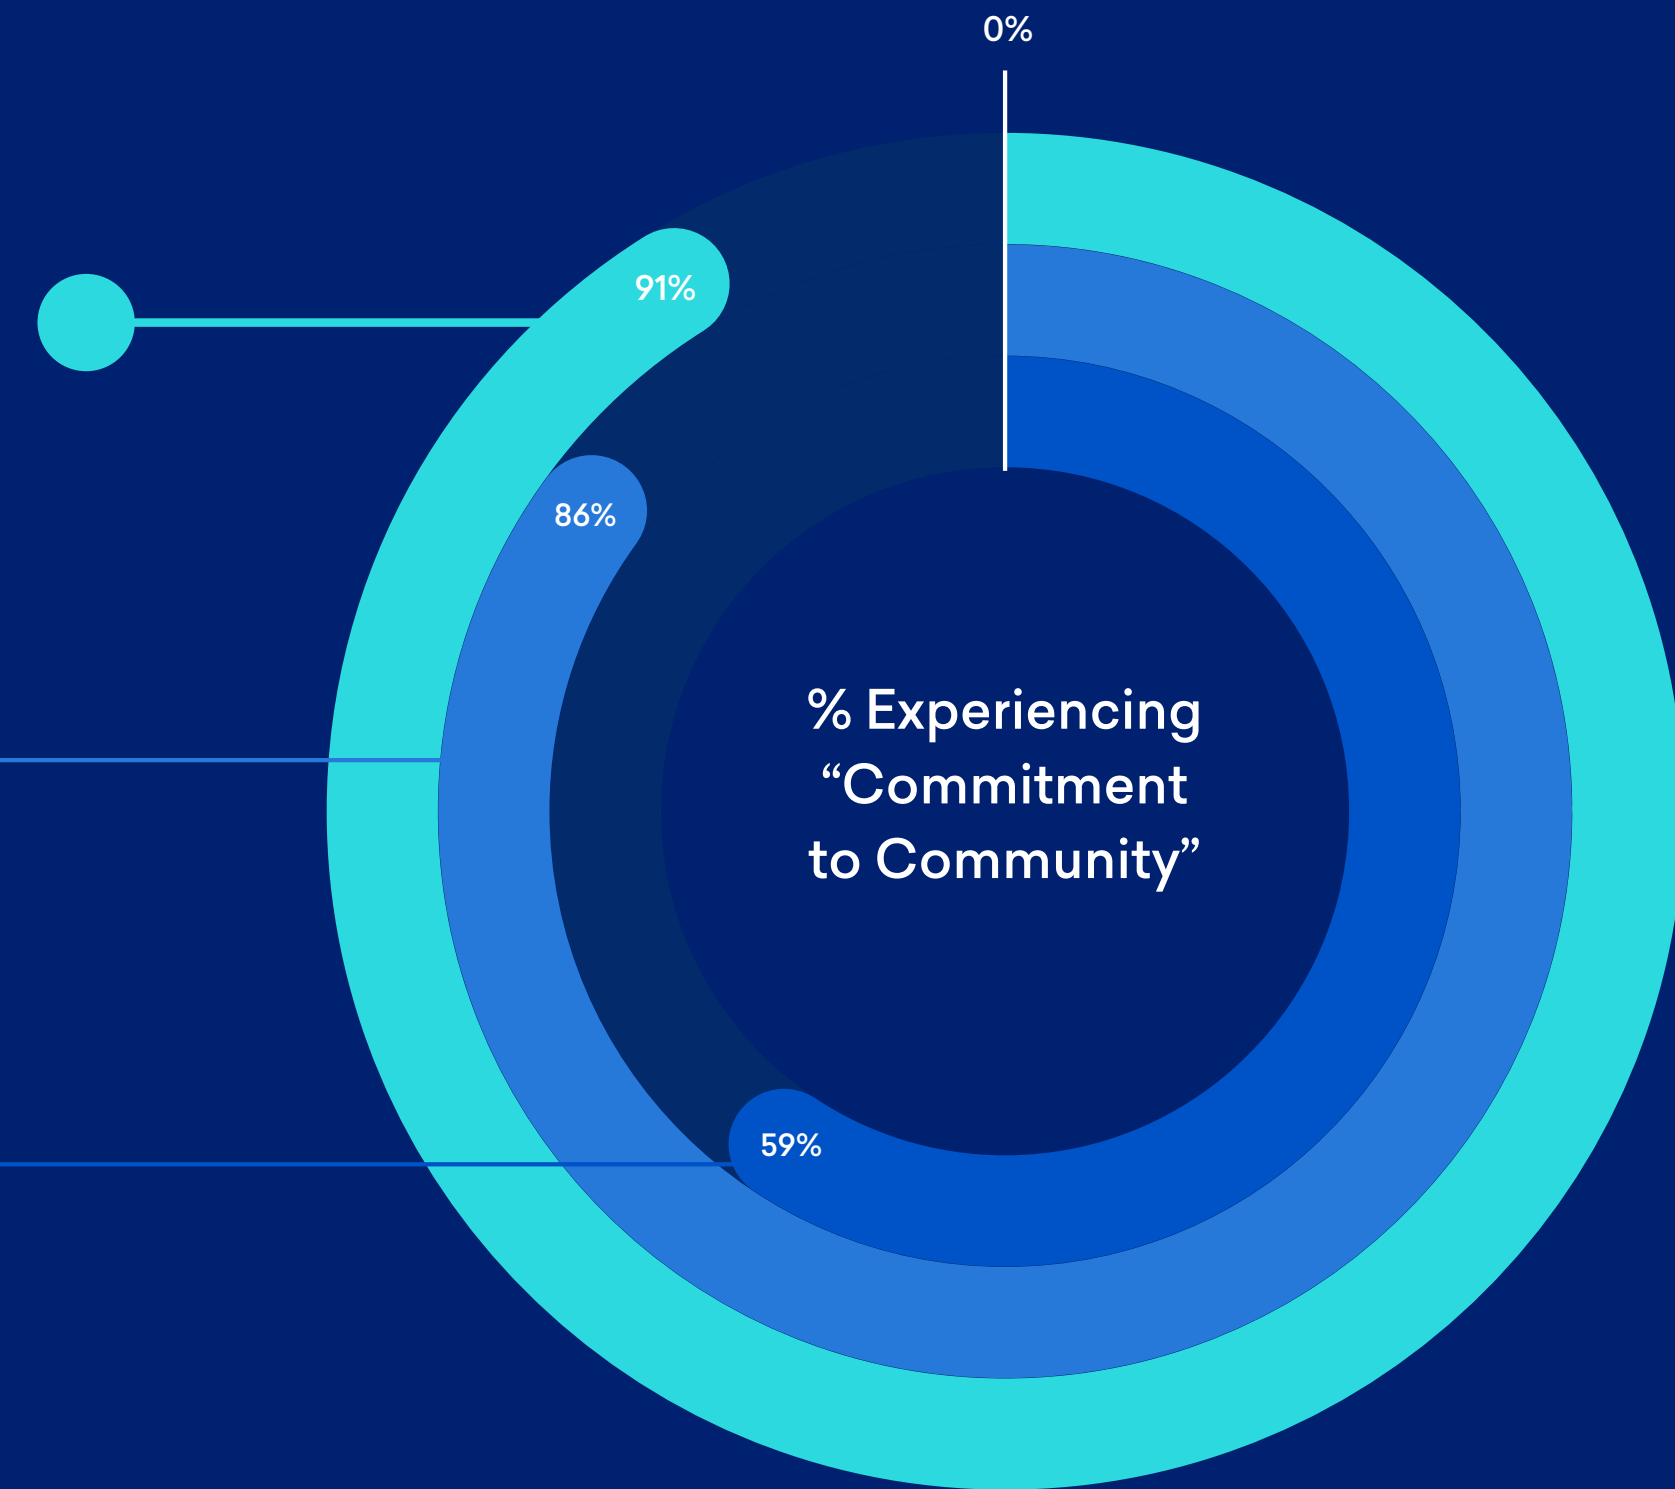 0%
91%
86%
% Experiencing
“Commitment
to Community”
59%